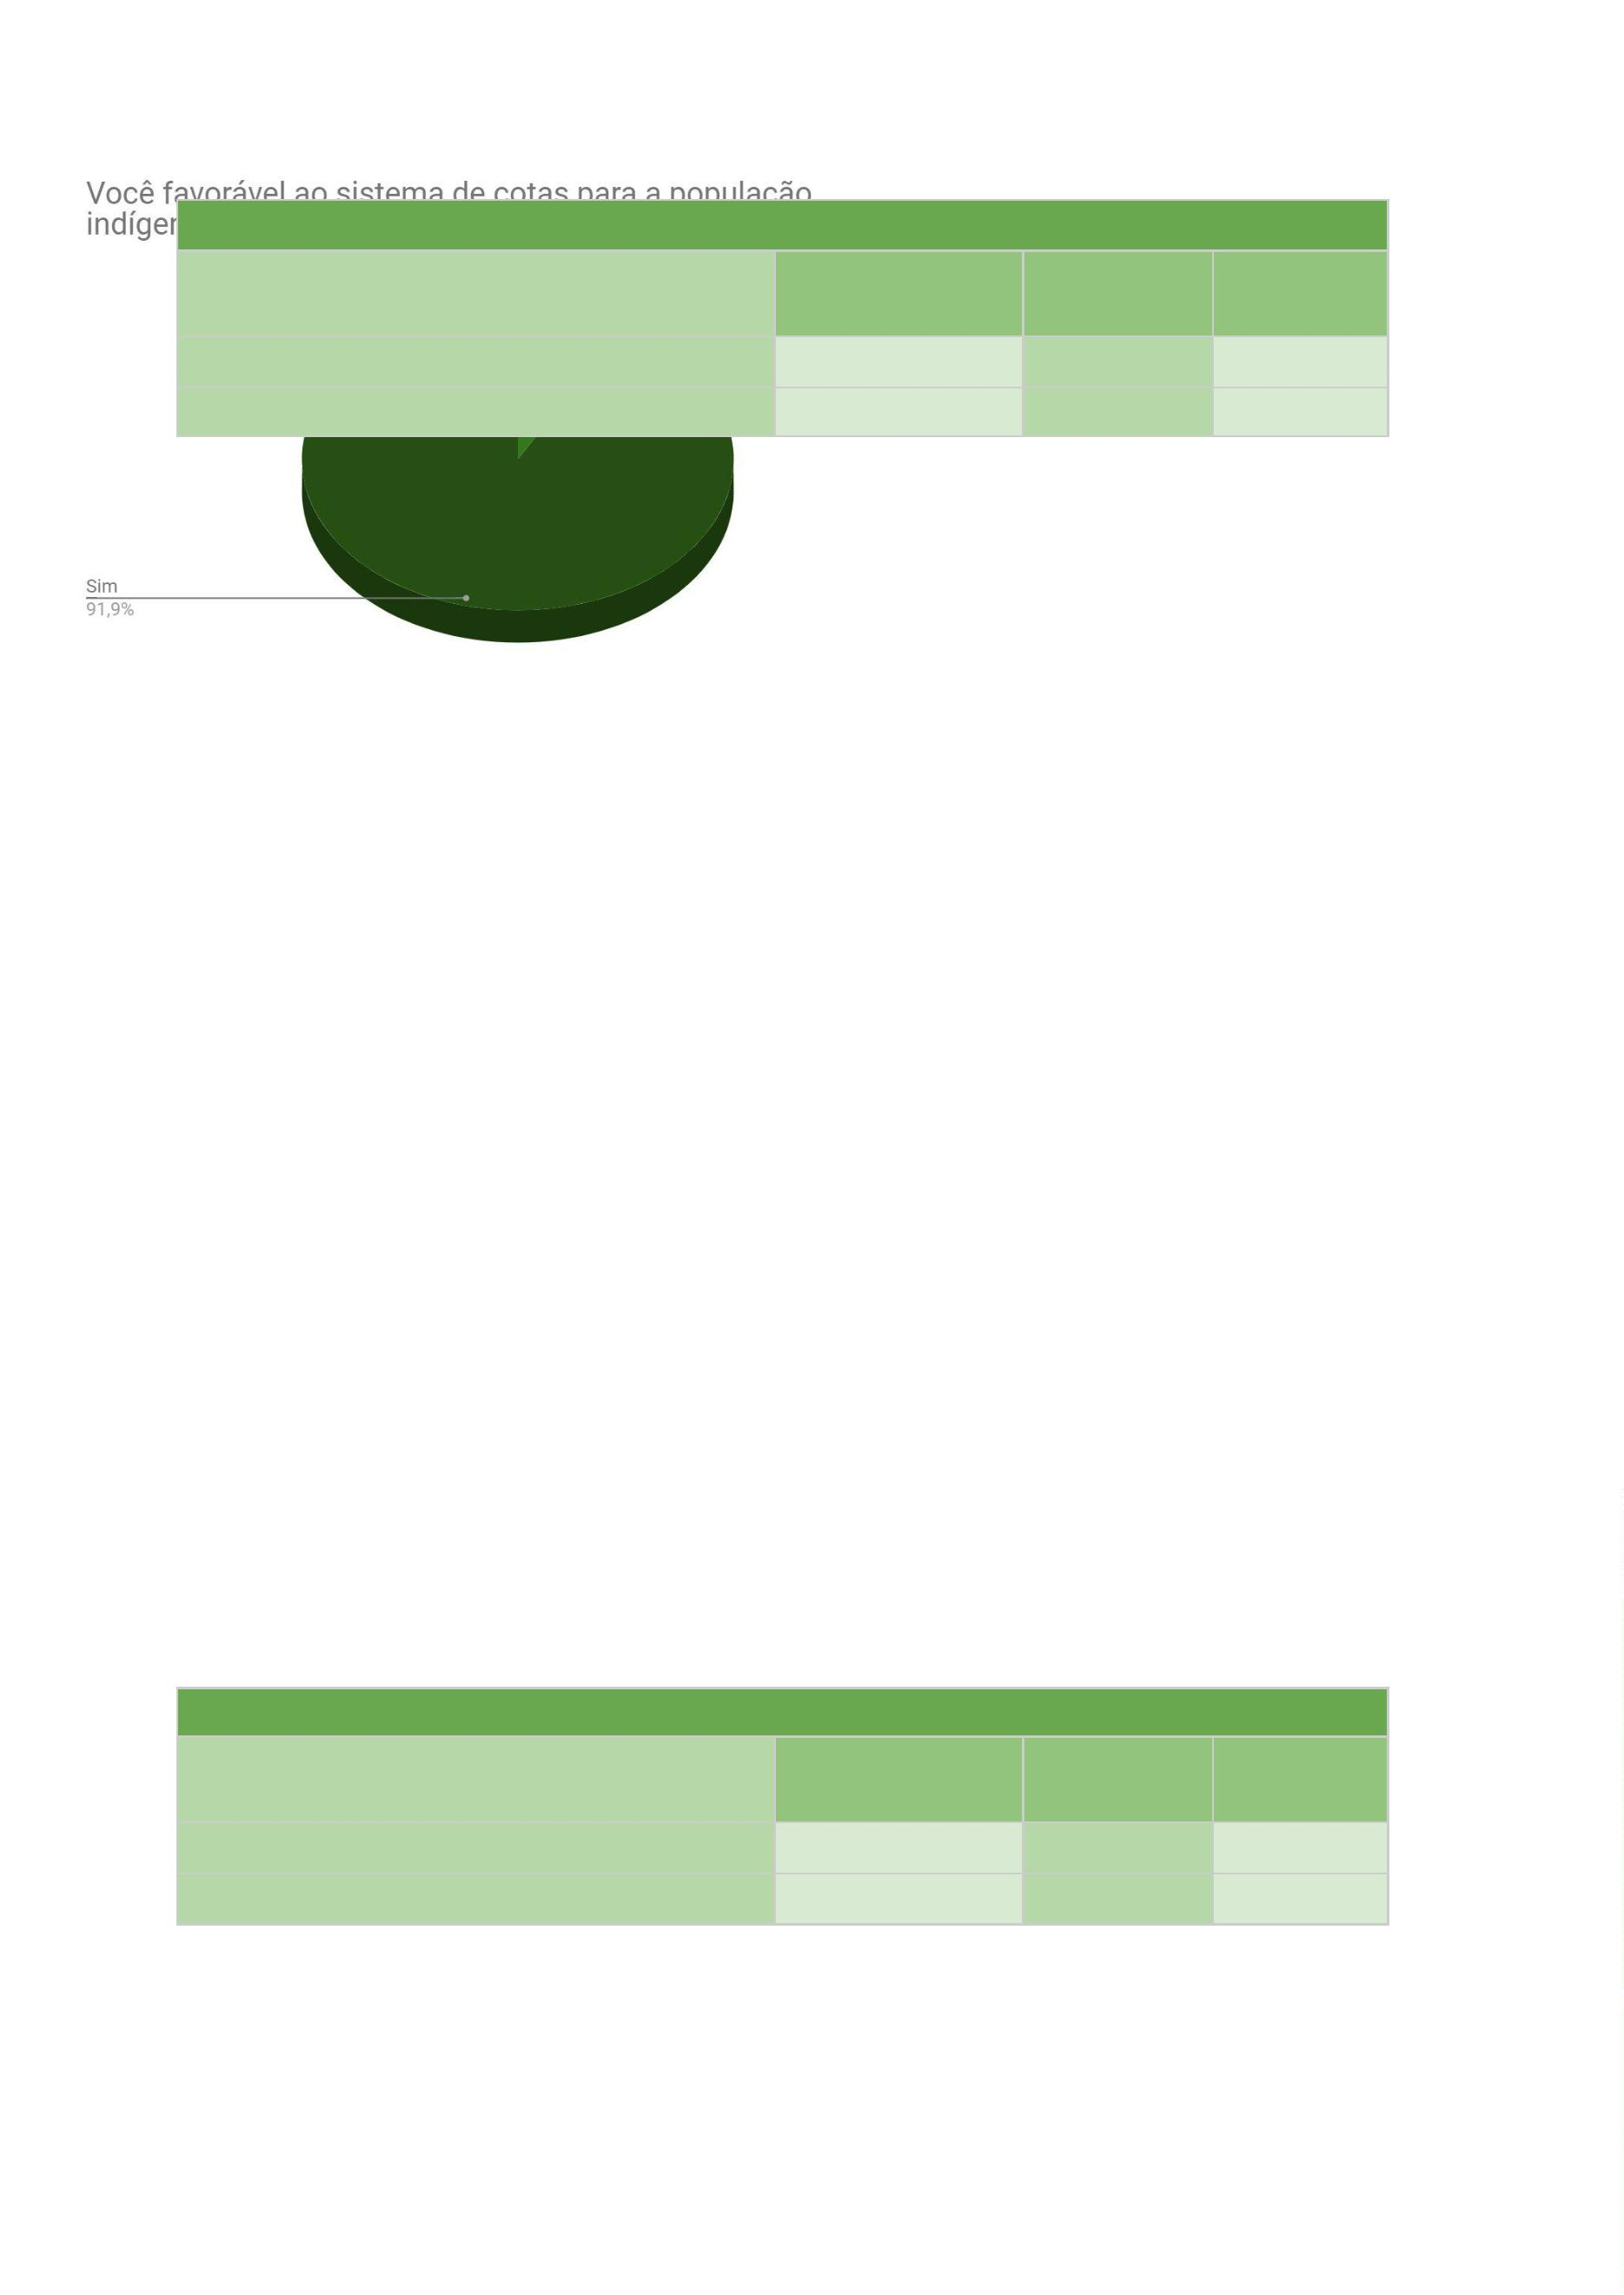 Você favorável ao sistema de cotas para a população
Sim
91,9%